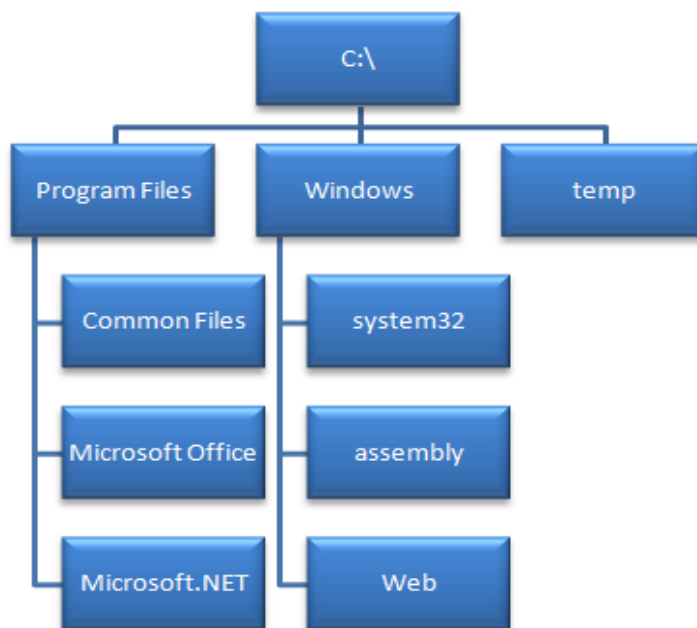 C:\
Program Files
Windows
temp
Common Files
system32
Microsoft Office
assembly
Microsoft.NET
Web